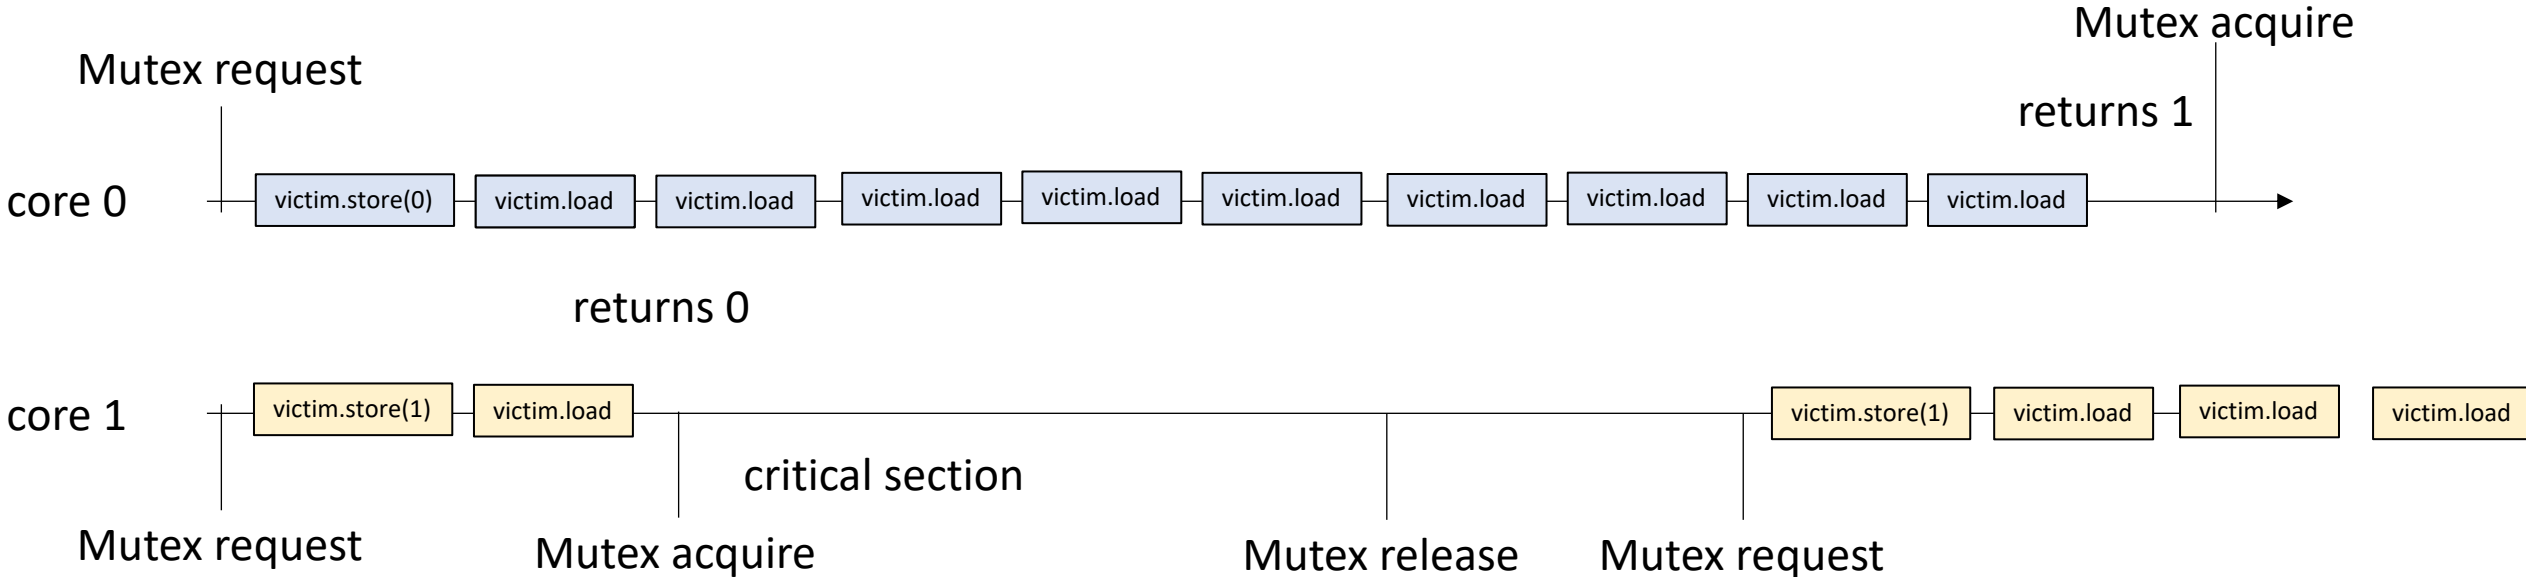 Mutex acquire
Mutex request
returns 1
core 0
victim.store(0)
victim.load
victim.load
victim.load
victim.load
victim.load
victim.load
victim.load
victim.load
victim.load
returns 0
core 1
victim.store(1)
victim.load
victim.store(1)
victim.load
victim.load
victim.load
critical section
Mutex request
Mutex acquire
Mutex release
Mutex request